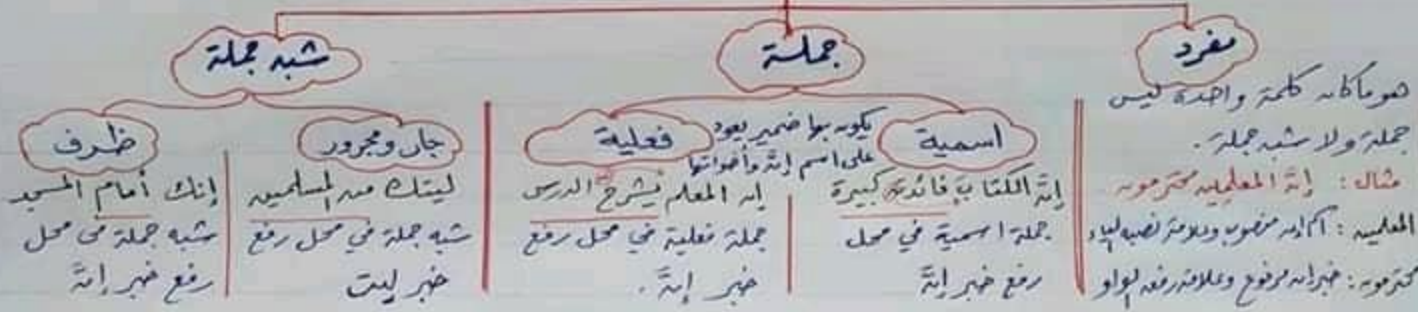 مفرد
هو ما كان كلمة واحدة ليس
جملة ولا شبه جملة .
مثال : إنَّ المعلمين محترمون
المعلمين : اسم إن منصوب وعلامة نصبه الياء
محترمون : خبر إن مرفوع وعلامة رفعه الواو
جملة
يكون بها ضمير يعود
على اسم إنَّ وأخواتها
اسمية
إنَّ الكتابَ فائدته كبيرة
جملة اسمية في محل
رفع خبر إنَّ
فعلية
إن المعلم يشرح الدرس
جملة فعلية في محل رفع
خبر إنَّ .
شبه جملة
جار ومجرور
ليتك من المسلمين
شبه جملة في محل رفع
خبر ليت
ظرف
إنك أمام المسجد
شبه جملة في محل
رفع خبر إنَّ